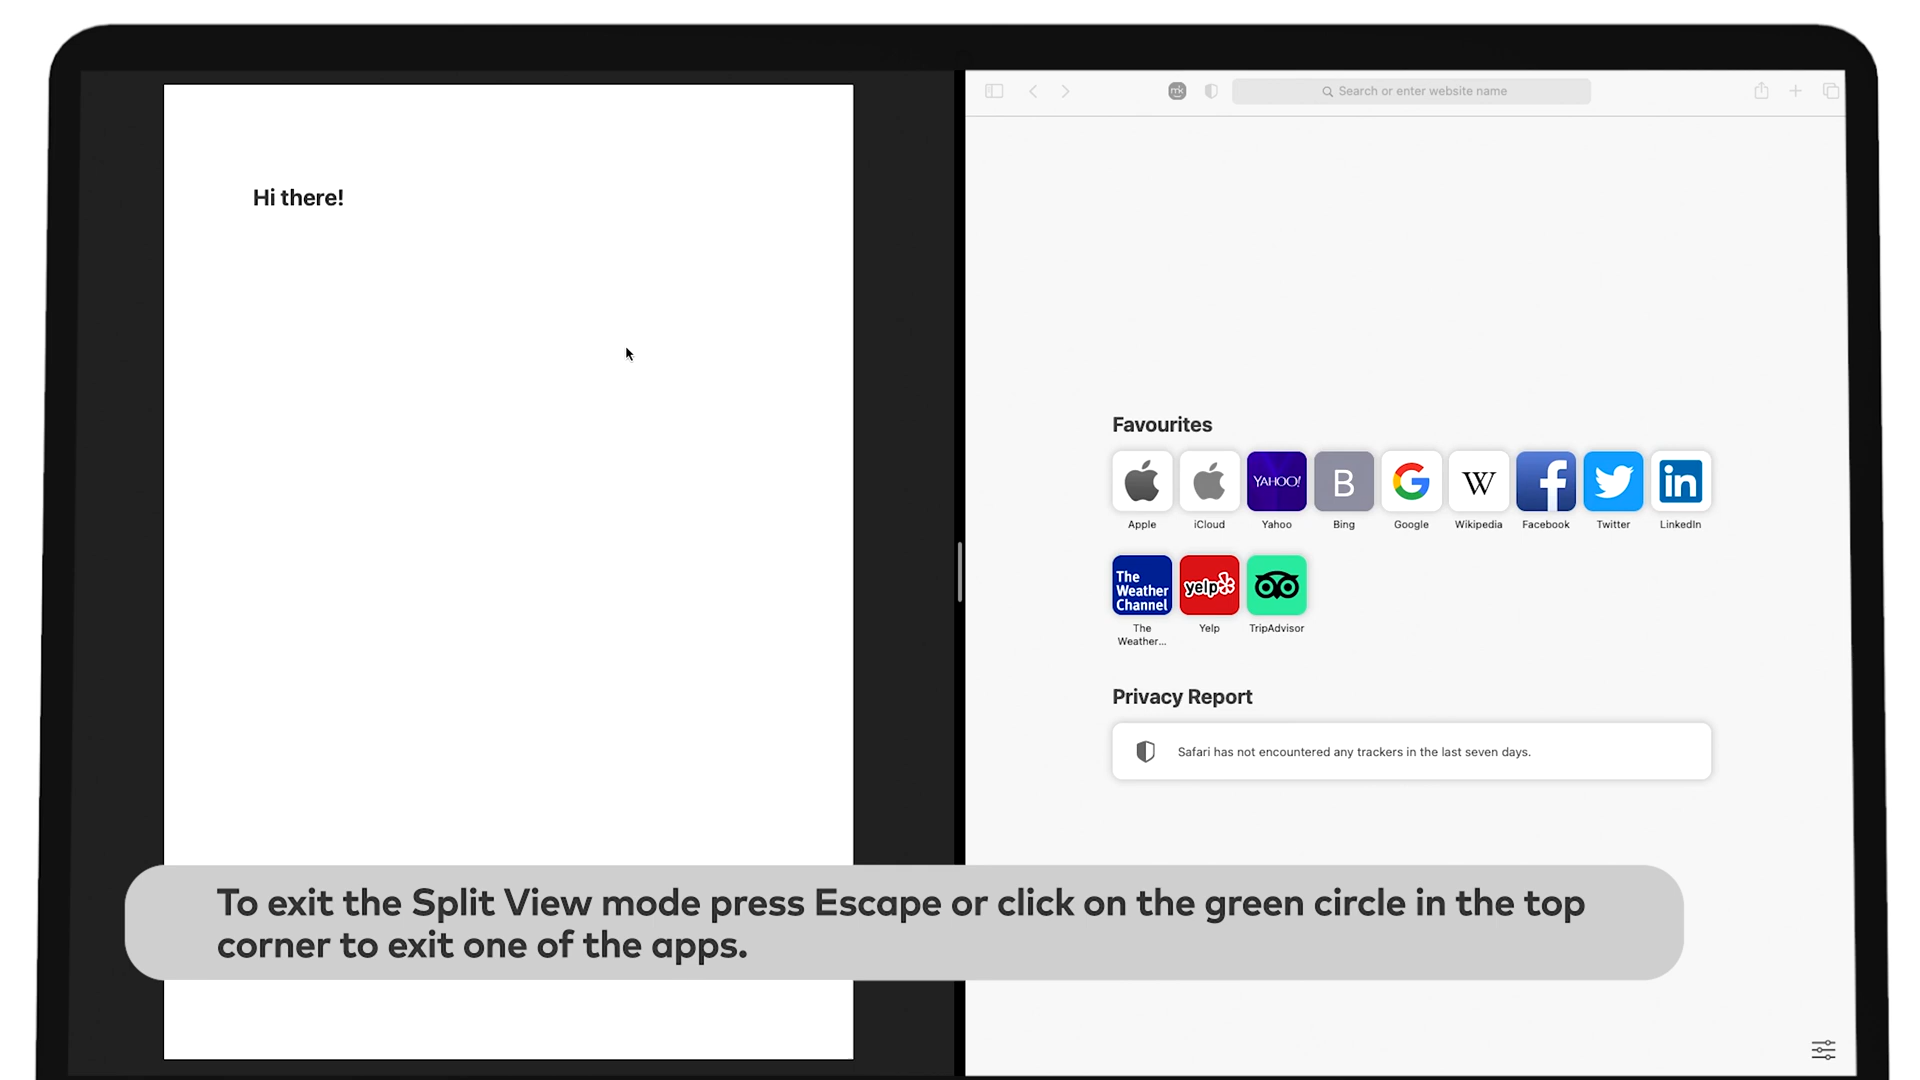 Hi there!
mk
Search or enter website name
Favourites
YAHOO!
B
G
W
f
in
Apple
iCloud
Yahoo
Bing
Google
Wikipedia
Facebook
Twitter
LinkedIn
The
Weather
Channel
yelp
The
Weather...
Yelp
TripAdvisor
Privacy Report
Safari has not encountered any trackers in the last seven days.
To exit the Split View mode press Escape or click on the green circle in the top
corner to exit one of the apps.